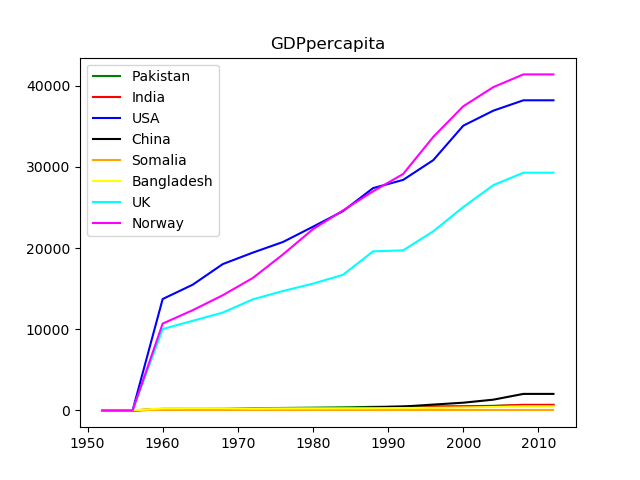 GDPpercapita
40000
30000
20000
10000
0
Pakistan
India
USA
China
Somalia
Bangladesh
UK
Norway
1950 1960 1970 1980 1990 2000 2010